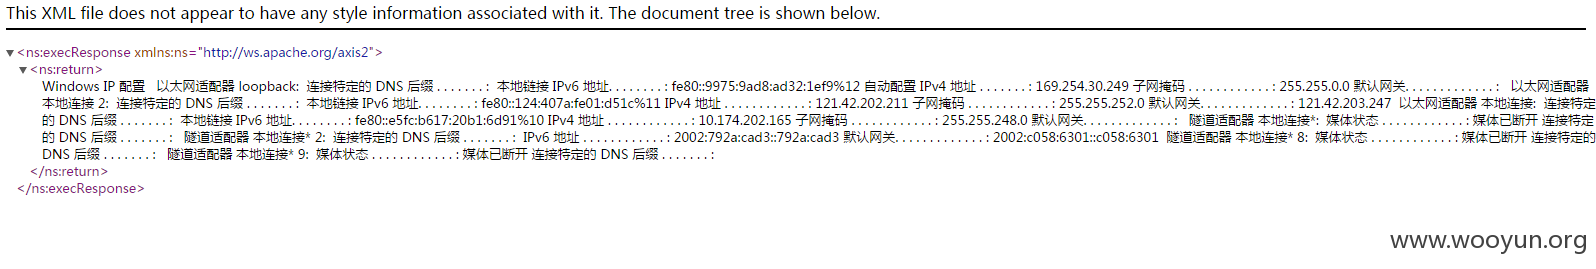 This XML file does not appear to have any style information associated with it. The document tree is shown below.
▼<ns:execResponse xmlns:ns="http://ws.apache.org/axis2">
▼<ns:return>
Windows IP 配置 以太网适配器 loopback: 连接特定的 DNS 后缀 . . . . . . . : 本地链接 IPv6 地址. . . . . . . . : fe80::9975:9ad8:ad32:1ef9%12 自动配置 IPv4 地址 . . . . . . . : 169.254.30.249 子网掩码 . . . . . . . . . . . . : 255.255.0.0 默认网关. . . . . . . . . . . . . : 以太网适配器
本地连接 2: 连接特定的 DNS 后缀 . . . . . . . : 本地链接 IPv6 地址. . . . . . . . : fe80::124:407a:fe01:d51c%11 IPv4 地址 . . . . . . . . . . . . : 121.42.202.211 子网掩码 . . . . . . . . . . . . : 255.255.252.0 默认网关. . . . . . . . . . . . . : 121.42.203.247 以太网适配器 本地连接: 连接特定
的 DNS 后缀 . . . . . . . : 本地链接 IPv6 地址. . . . . . . . : fe80::e5fc:b617:20b1:6d91%10 IPv4 地址 . . . . . . . . . . . . : 10.174.202.165 子网掩码 . . . . . . . . . . . . : 255.255.248.0 默认网关. . . . . . . . . . . . . : 隧道适配器 本地连接*: 媒体状态 . . . . . . . . . . . . : 媒体已断开 连接特定
的 DNS 后缀 . . . . . . . : 隧道适配器 本地连接* 2: 连接特定的 DNS 后缀 . . . . . . . : IPv6 地址 . . . . . . . . . . . . : 2002:792a:cad3::792a:cad3 默认网关. . . . . . . . . . . . . : 2002:c058:6301::c058:6301 隧道适配器 本地连接* 8: 媒体状态 . . . . . . . . . . . . : 媒体已断开 连接特定的
DNS 后缀 . . . . . . . : 隧道适配器 本地连接* 9: 媒体状态 . . . . . . . . . . . . : 媒体已断开 连接特定的 DNS 后缀 . . . . . . . :
</ns:return>
</ns:execResponse>
www.wooyun.org